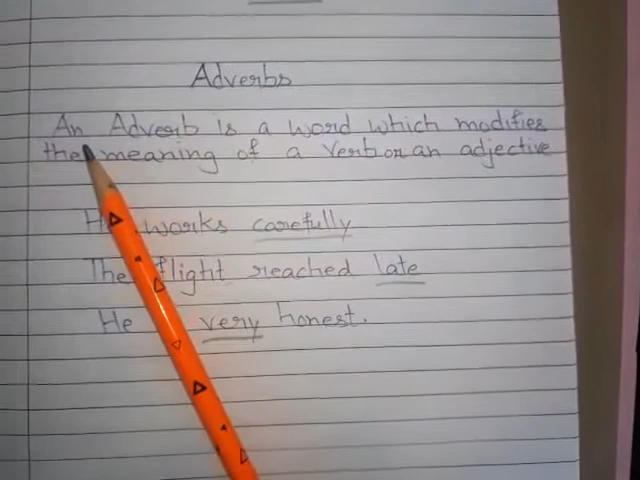 Adverbs
An Adverb is a word which modifies
the meaning of a Verb or an adjective
He works carefully
The flight reached late
He very honest.